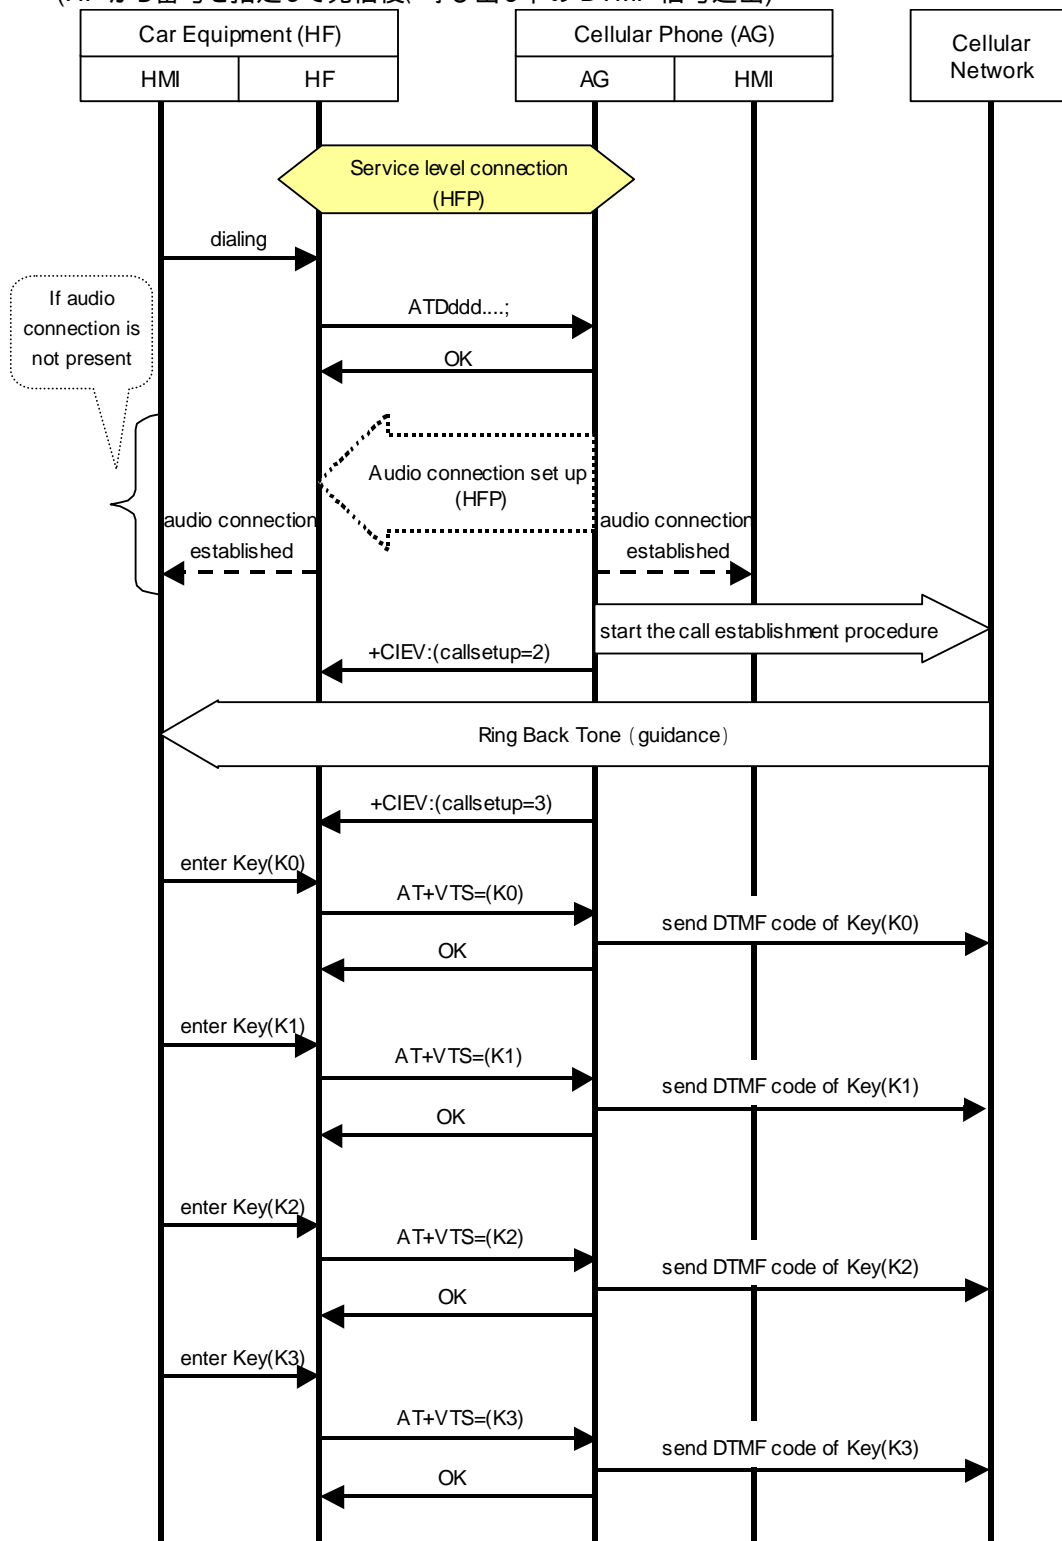 Car Equipment (HF)
Cellular Phone (AG)
Cellular
Network
HMI
HF
AG
HMI
Service level connection
(HFP)
dialing
If audio
connection is
not present
ATDddd....;
OK
Audio connection set up
(HFP)
audio connection
established
audio connection
established
start the call establishment procedure
+CIEV:(callsetup=2)
Ring Back Tone (guidance)
+CIEV:(callsetup=3)
enter Key(K0)
AT+VTS=(K0)
send DTMF code of Key(K0)
OK
enter Key(K1)
AT+VTS=(K1)
send DTMF code of Key(K1)
OK
enter Key(K2)
AT+VTS=(K2)
send DTMF code of Key(K2)
OK
enter Key(K3)
AT+VTS=(K3)
send DTMF code of Key(K3)
OK